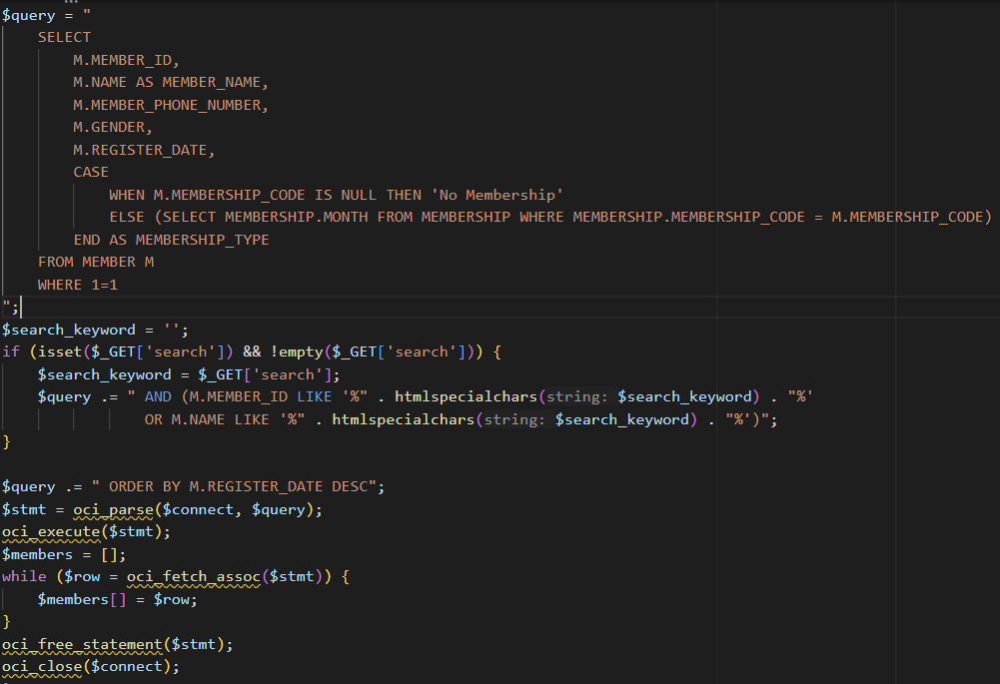 $query = "
SELECT
M.MEMBER_ID,
M.NAME AS MEMBER_NAME,
M.MEMBER_PHONE_NUMBER,
M.GENDER,
M.REGISTER_DATE,
CASE
WHEN M.MEMBERSHIP_CODE IS NULL THEN 'No Membership'
ELSE (SELECT MEMBERSHIP.MONTH FROM MEMBERSHIP WHERE MEMBERSHIP.MEMBERSHIP_CODE = M.MEMBERSHIP_CODE)
END AS MEMBERSHIP_TYPE
FROM MEMBER M
WHERE 1=1
";
$search_keyword = '';
if (isset($_GET['search']) && !empty($_GET['search'])) {
$search_keyword = $_GET['search'];
$query .= " AND (M.MEMBER_ID LIKE '%" . htmlspecialchars(string: $search_keyword) . "%'
OR M.NAME LIKE '%" . htmlspecialchars(string: $search_keyword) . "%')";
}
$query .= " ORDER BY M.REGISTER_DATE DESC";
$stmt = oci_parse($connect, $query);
oci_execute($stmt);
$members = [];
while ($row = oci_fetch_assoc($stmt)) {
$members[] = $row;
}
oci_free_statement($stmt);
oci_close($connect);